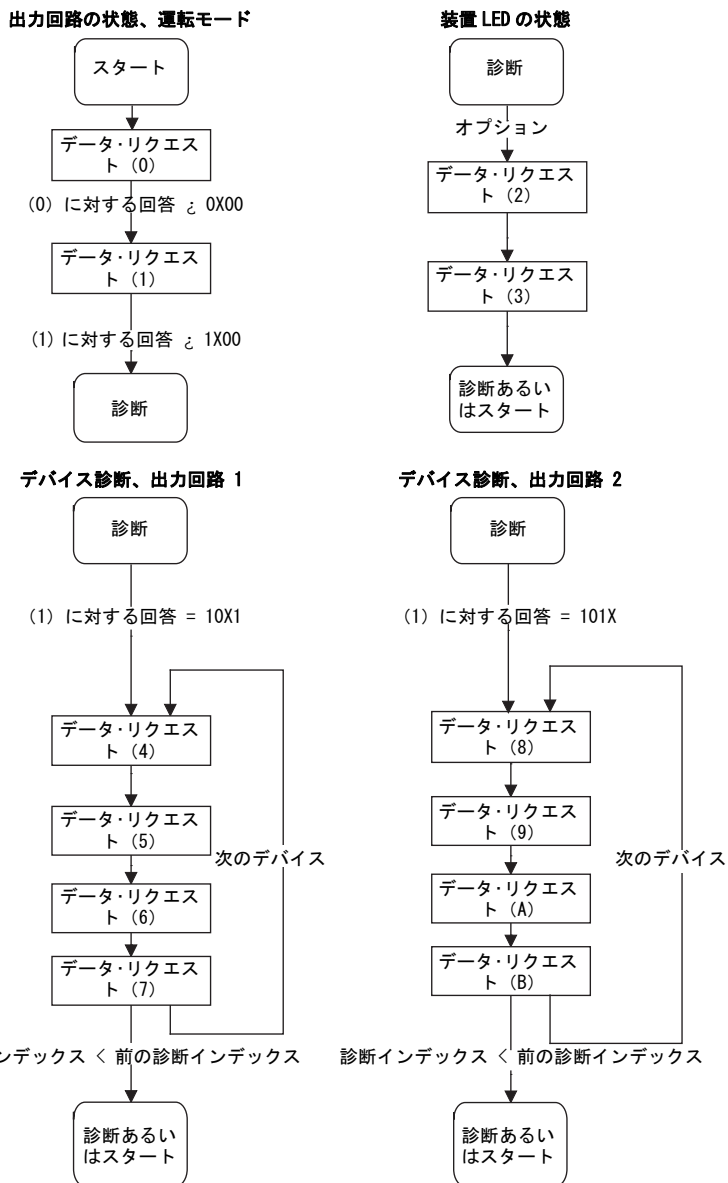 出力回路の状態、運転モード
スタート
データ・リクエス
ト (0)
(0) に対する回答 ¿ 0X00
データ・リクエス
ト (1)
(1) に対する回答 ¿ 1X00
診断
装置 LED の状態
診断
オプション
データ・リクエス
ト (2)
データ・リクエス
ト (3)
診断あるい
はスタート
デバイス診断、出力回路 1
診断
(1) に対する回答 = 10X1
データ・リクエス
ト (4)
データ・リクエス
ト (5)
次のデバイス
データ・リクエス
ト (6)
データ・リクエス
ト (7)
ンデックス < 前の診断インデックス
診断あるい
はスタート
デバイス診断、出力回路 2
診断
(1) に対する回答 = 101X
データ・リクエス
ト (8)
データ・リクエス
ト (9)
次のデバイス
データ・リクエス
ト (A)
データ・リクエス
ト (B)
診断インデックス < 前の診断インデックス
診断あるい
はスタート